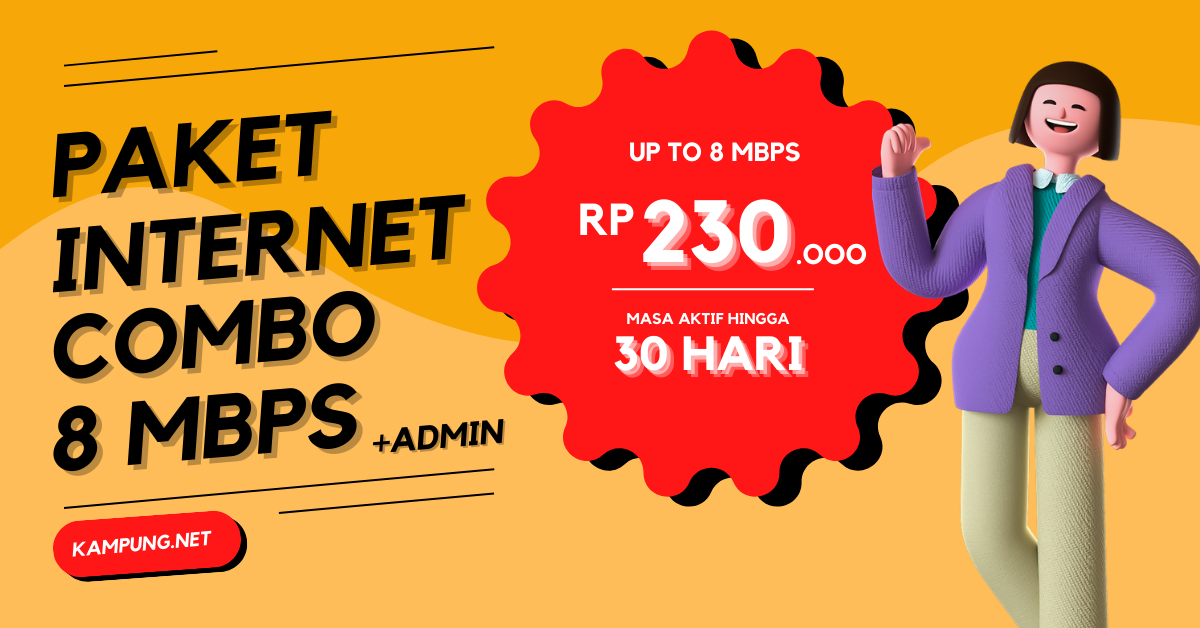 PAKET
INTERNET
COMBO
8 MBPS +ADMIN
KAMPUNG.NET
UP TO 8 MBPS
RP 230.000
MASA AKTIF HINGGA
30 HARI